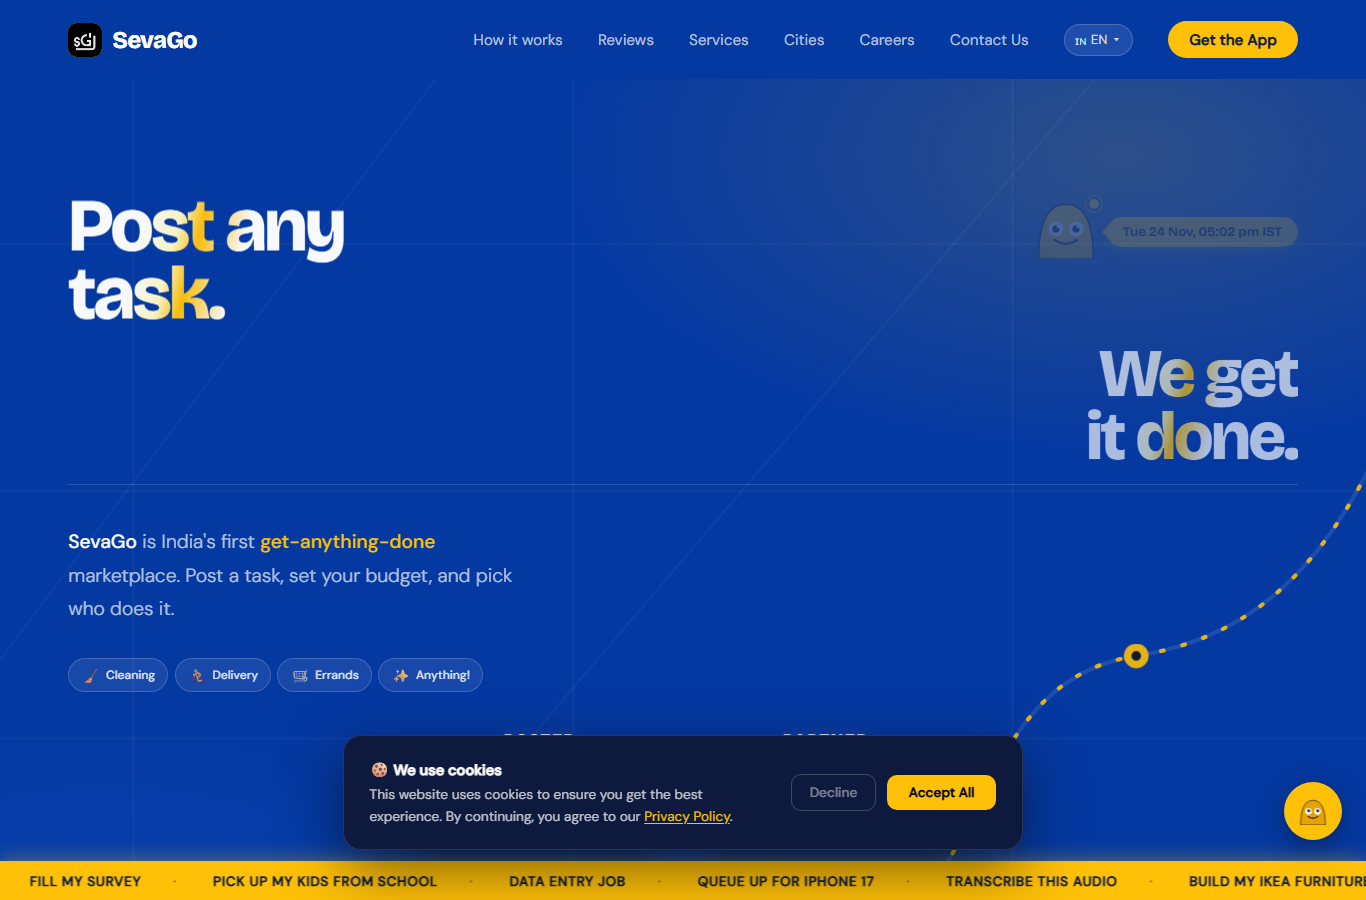 SGJ
SevaGo
How it works
Reviews
Services
Cities
Careers
Contact Us
IN EN
Get the App
Post any
task.
Tue 24 Nov, 05:02 pm IST
We get
it done.
SevaGo is India's first get-anything-done
marketplace. Post a task, set your budget, and pick
who does it.
Cleaning
Delivery
Errands
Anything!
We use cookies
This website uses cookies to ensure you get the best
experience. By continuing, you agree to our Privacy Policy.
Decline
Accept All
FILL MY SURVEY
PICK UP MY KIDS FROM SCHOOL
DATA ENTRY JOB
QUEUE UP FOR IPHONE 17
TRANSCRIBE THIS AUDIO
BUILD MY IKEA FURNITURE